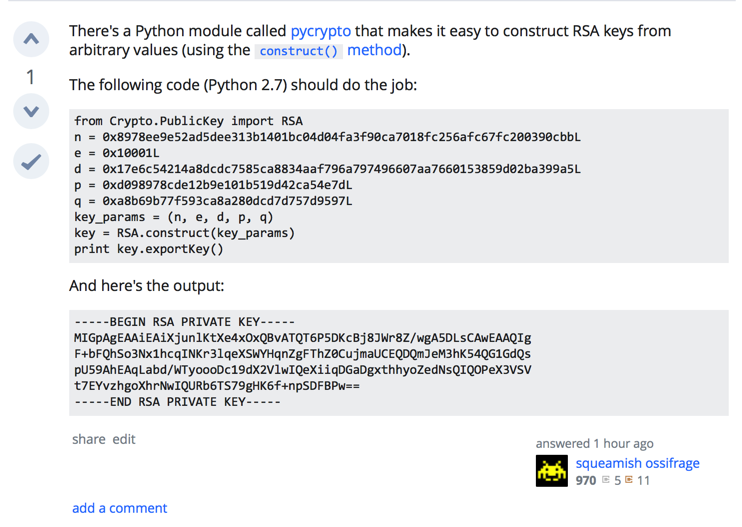 There's a Python module called pycrypto that makes it easy to construct RSA keys from
arbitrary values (using the construct() method).
1
The following code (Python 2.7) should do the job:
from Crypto.PublicKey import RSA
n = 0x8978ee9e52ad5dee313b1401bc04d04fa3f90ca7018fc256afc67fc200390cbbL
e = 0x10001L
d = 0x17e6c54214a8dcdc7585ca8834aaf796a797496607aa7660153859d02ba399a5L
p = 0xd098978cde12b9e101b519d42ca54e7dL
q = 0xa8b69b77f593ca8a280dcd7d757d9597L
key_params = (n, e, d, p, q)
key = RSA.construct(key_params)
print key.exportKey()
And here's the output:
-----BEGIN RSA PRIVATE KEY-----
MIGpAgEAAiEAiXjunlKtXe4xOxQBvATQT6P5DKcBj8JWr8Z/wgA5DLsCAwEAAQIg
F+bFQhSo3Nx1hcqINKr3lqeXSWYHqnZgFThZ0CujmaUCEQDQmJeM3hK54QG1GdQs
pU59AhEAqLabd/WTyoooDc19dX2VlwIQeXiiqDGaDgxthhyoZedNsQIQOPeX3VSV
t7EYvzhgoXhrNwIQURb6TS79gHK6f+npSDFBPw==
-----END RSA PRIVATE KEY-----
share edit
answered 1 hour ago
squeamish ossifrage
970 5 11
add a comment